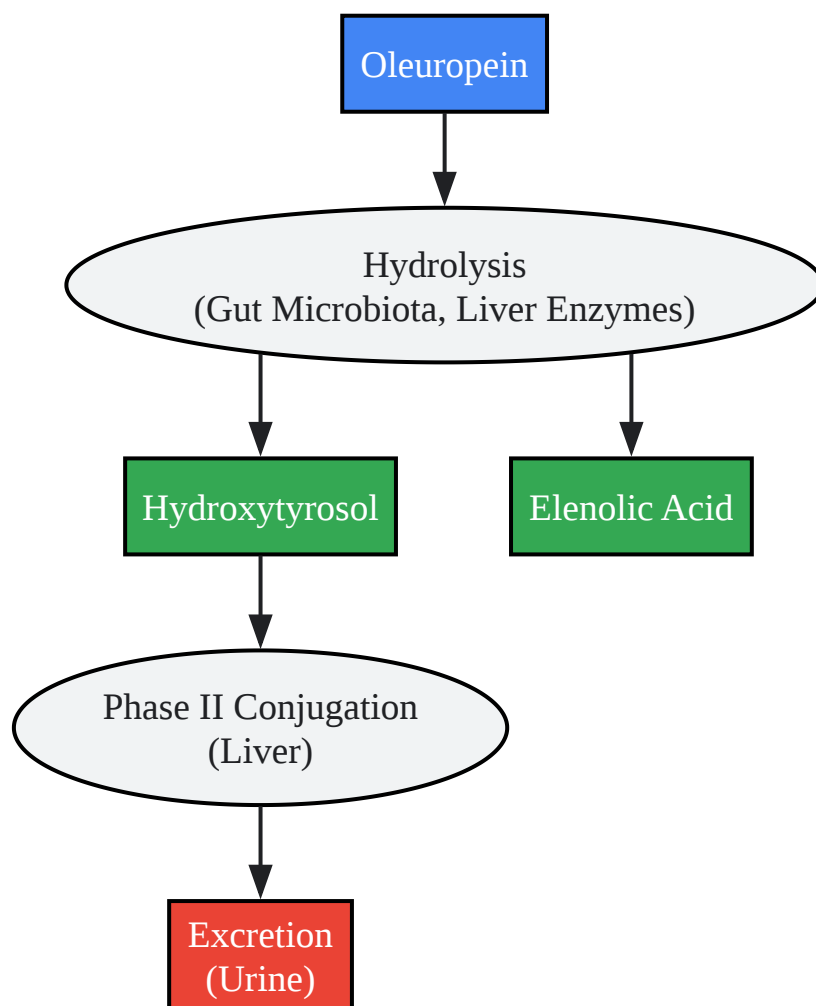 Oleuropein
Hydrolysis
(Gut Microbiota, Liver Enzymes)
Hydroxytyrosol
Elenolic Acid
Phase II Conjugation
(Liver)
Excretion
(Urine)